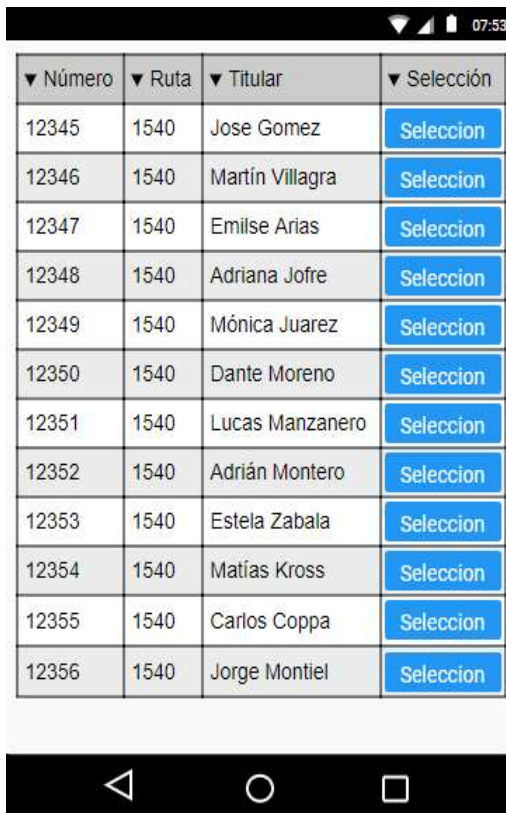 07:53
▼ Número ▼ Ruta ▼ Titular ▼ Selección
12345 1540 Jose Gomez Seleccion
12346 1540 Martín Villagra Seleccion
12347 1540 Emilse Arias Seleccion
12348 1540 Adriana Jofre Seleccion
12349 1540 Mónica Juarez Seleccion
12350 1540 Dante Moreno Seleccion
12351 1540 Lucas Manzanero Seleccion
12352 1540 Adrián Montero Seleccion
12353 1540 Estela Zabala Seleccion
12354 1540 Matías Kross Seleccion
12355 1540 Carlos Coppa Seleccion
12356 1540 Jorge Montiel Seleccion